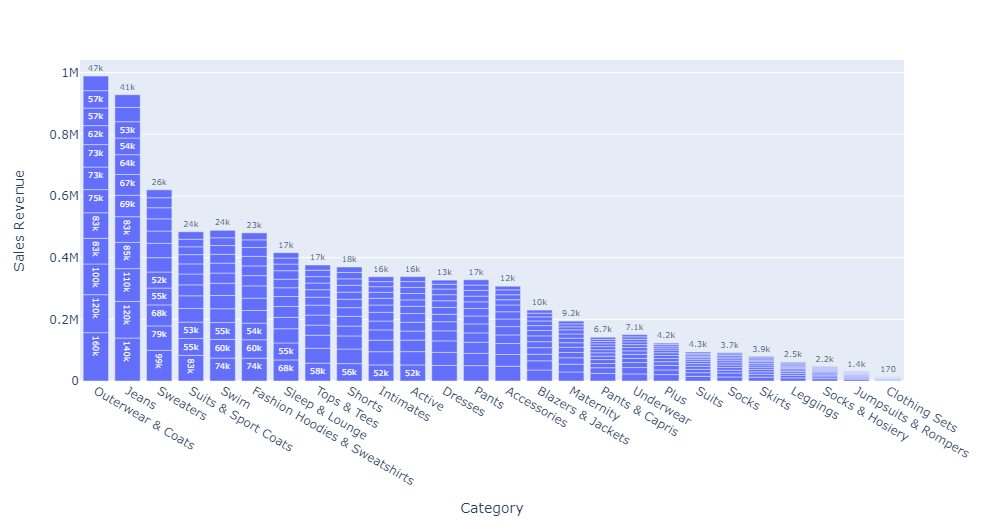 47k
41k
26k
24k
24k
23k
17k
17k
18k
16k
16k
13k
17k
12k
10k
9.2k
6.7k
7.1k
4.2k
4.3k
3.7k
3.9k
2.5k
2.2k
1.4k
170
57k
57k
62k
73k
73k
75k
83k
83k
100k
120k
160k
53k
54k
64k
67k
69k
83k
85k
110k
120k
140k
52k
55k
68k
79k
99k
53k
55k
83k
55k
60k
74k
54k
60k
74k
55k
68k
58k
56k
52k
52k
1M
0.8M
0.6M
0.4M
0.2M
0
Sales Revenue
Outerwear & Coats
Jeans
Sweaters
Suits & Sport Coats
Swim
Fashion Hoodies & Sweatshirts
Sleep & Lounge
Tops & Tees
Shorts
Intimates
Active
Dresses
Pants
Accessories
Blazers & Jackets
Maternity
Pants & Capris
Underwear
Plus
Suits
Socks
Skirts
Leggings
Socks & Hosiery
Jumpsuits & Rompers
Clothing Sets
Category